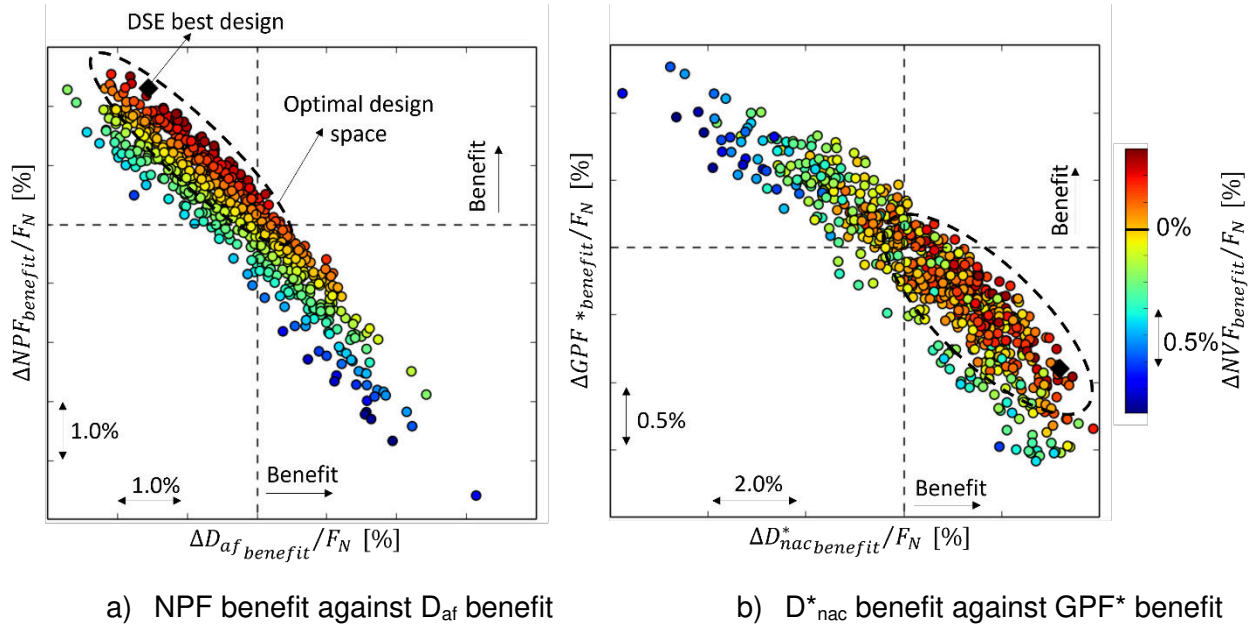 DSE best design
Optimal design
space
Benefit
1.0%
1.0%
Benefit
ΔNPF_benefit/F_N [%]
ΔD_af_benefit/F_N [%]
a) NPF benefit against D_af benefit
Benefit
0.5%
2.0%
Benefit
ΔGPF*_benefit/F_N [%]
ΔD*_nac_benefit/F_N [%]
b) D*_nac benefit against GPF* benefit
0%
0.5%
ΔNVF_benefit/F_N [%]